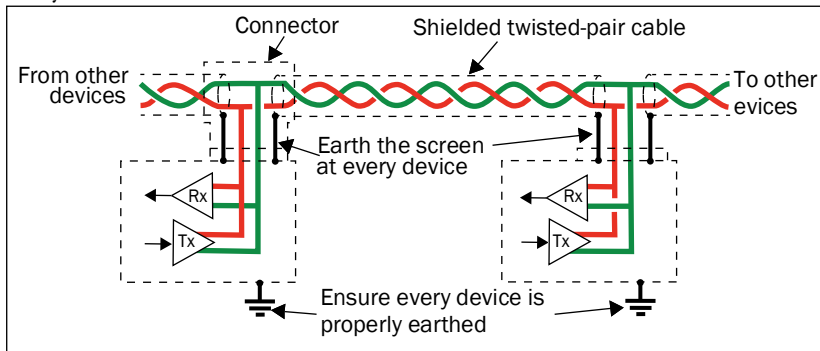 Connector
Shielded twisted-pair cable
From other
devices
To other
evices
Earth the screen
at every device
Rx
Tx
Rx
Tx
Ensure every device is
properly earthed